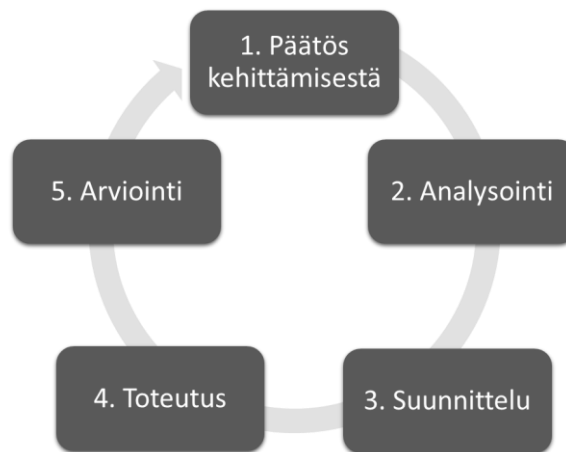 1. Päätös
kehittämisestä
2. Analysointi
3. Suunnittelu
4. Toteutus
5. Arviointi